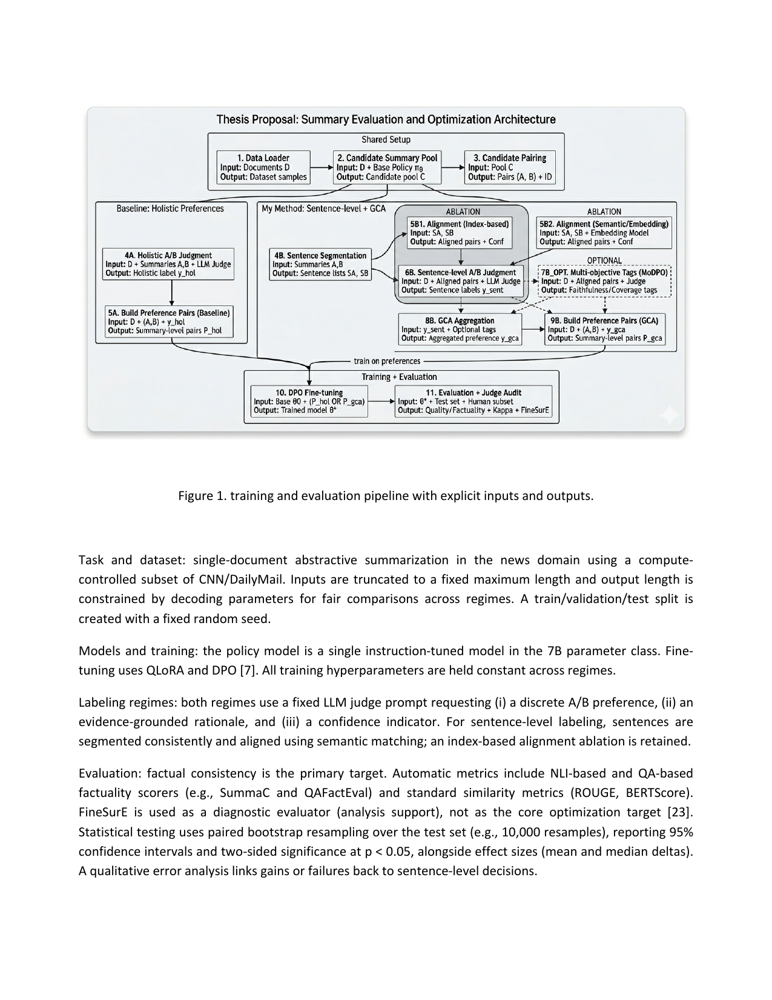 Thesis Proposal: Summary Evaluation and Optimization Architecture
Shared Setup
1. Data Loader
Input: Documents D
Output: Dataset samples
2. Candidate Summary Pool
Input: D + Base Policy πθ
Output: Candidate pool C
3. Candidate Pairing
Input: Pool C
Output: Pairs (A, B) + ID
Baseline: Holistic Preferences
4A. Holistic A/B Judgment
Input: D + Summaries A,B + LLM Judge
Output: Holistic label y_hol
5A. Build Preference Pairs (Baseline)
Input: D + (A,B) + y_hol
Output: Summary-level pairs P_hol
My Method: Sentence-level + GCA
4B. Sentence Segmentation
Input: Summaries A,B
Output: Sentence lists SA, SB
ABLATION
5B1. Alignment (Index-based)
Input: SA, SB
Output: Aligned pairs + Conf
ABLATION
5B2. Alignment (Semantic/Embedding)
Input: SA, SB + Embedding Model
Output: Aligned pairs + Conf
6B. Sentence-level A/B Judgment
Input: D + Aligned pairs + LLM Judge
Output: Sentence labels y_sent
OPTIONAL
7B_OPT. Multi-objective Tags (MoDPO)
Input: D + Aligned pairs + Judge
Output: Faithfulness/Coverage tags
8B. GCA Aggregation
Input: y_sent + Optional tags
Output: Aggregated preference y_gca
9B. Build Preference Pairs (GCA)
Input: D + (A,B) + y_gca
Output: Summary-level pairs P_gca
train on preferences
Training + Evaluation
10. DPO Fine-tuning
Input: Base θ0 + (P_hol OR P_gca)
Output: Trained model θ*
11. Evaluation + Judge Audit
Input: θ* + Test set + Human subset
Output: Quality/Factuality + Kappa + FineSurE
Figure 1. training and evaluation pipeline with explicit inputs and outputs.
Task and dataset: single-document abstractive summarization in the news domain using a compute-
controlled subset of CNN/DailyMail. Inputs are truncated to a fixed maximum length and output length is
constrained by decoding parameters for fair comparisons across regimes. A train/validation/test split is
created with a fixed random seed.
Models and training: the policy model is a single instruction-tuned model in the 7B parameter class. Fine-
tuning uses QLoRA and DPO [7]. All training hyperparameters are held constant across regimes.
Labeling regimes: both regimes use a fixed LLM judge prompt requesting (i) a discrete A/B preference, (ii) an
evidence-grounded rationale, and (iii) a confidence indicator. For sentence-level labeling, sentences are
segmented consistently and aligned using semantic matching; an index-based alignment ablation is retained.
Evaluation: factual consistency is the primary target. Automatic metrics include NLI-based and QA-based
factuality scorers (e.g., SummaC and QAFactEval) and standard similarity metrics (ROUGE, BERTScore).
FineSurE is used as a diagnostic evaluator (analysis support), not as the core optimization target [23].
Statistical testing uses paired bootstrap resampling over the test set (e.g., 10,000 resamples), reporting 95%
confidence intervals and two-sided significance at p < 0.05, alongside effect sizes (mean and median deltas).
A qualitative error analysis links gains or failures back to sentence-level decisions.